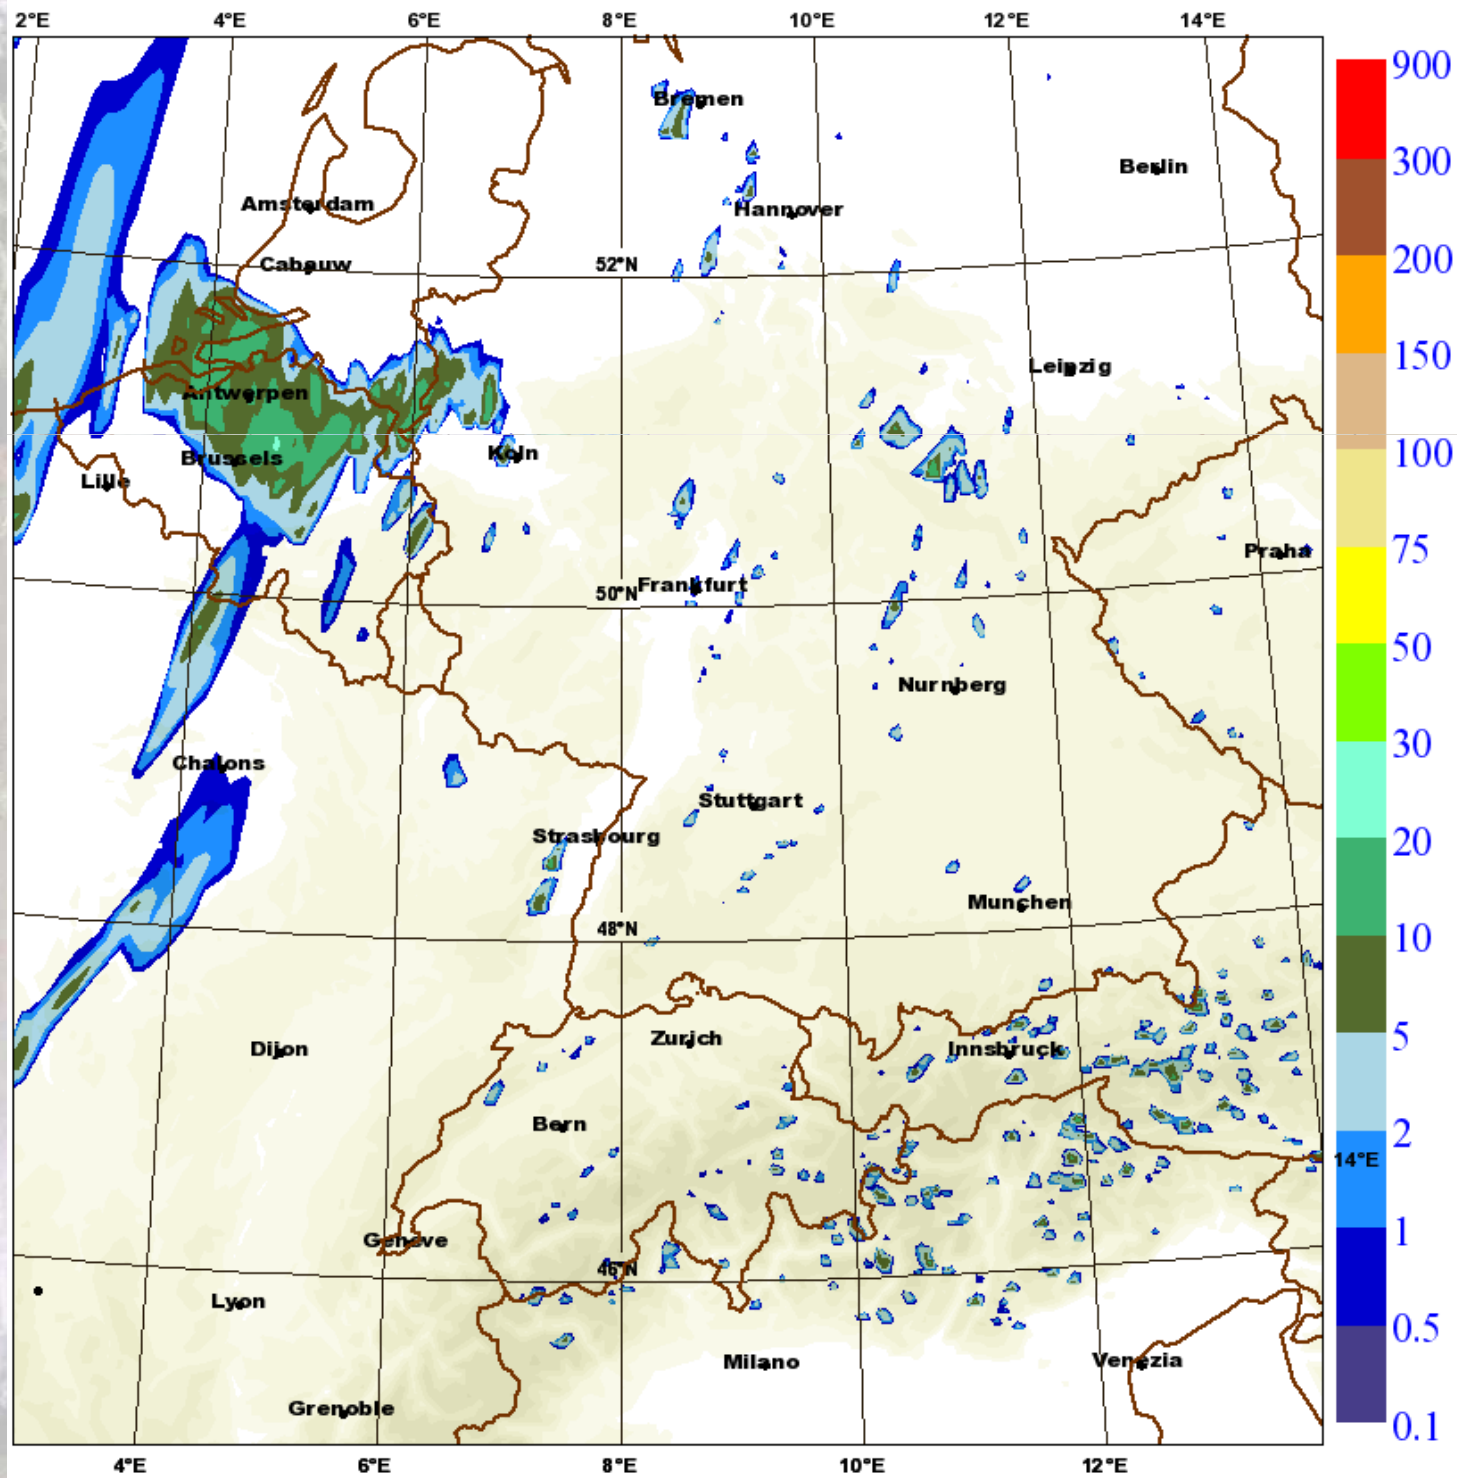 2°E 4°E 6°E 8°E 10°E 12°E 14°E
900
Bremen
300
Berlin
Amsterdam
Hannover
200
Cabauw
52°N
150
Leipzig
Antwerpen
100
Koln
Brussels
Lille
75
Praha
50°N
Frankfurt
50
Nurnberg
30
Chalons
Stuttgart
20
Strasbourg
Munchen
48°N
10
Zurich
Dijon
Innsbruck
5
Bern
2
14°E
Geneve
1
46°N
Lyon
0.5
Milano
Venezia
Grenoble
0.1
4°E 6°E 8°E 10°E 12°E